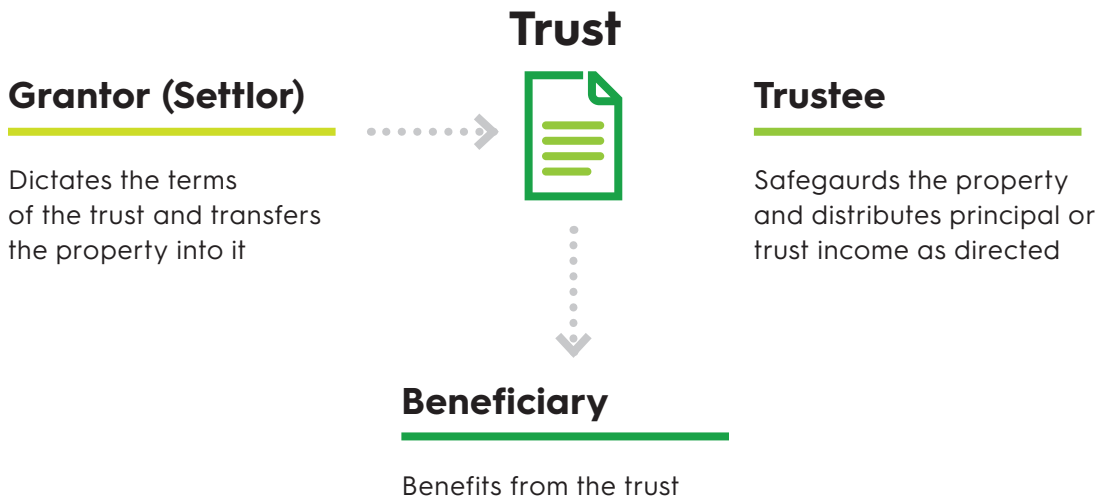 Trust
Grantor (Settlor)
Dictates the terms
of the trust and transfers
the property into it
Trustee
Safegaurds the property
and distributes principal or
trust income as directed
Beneficiary
Benefits from the trust